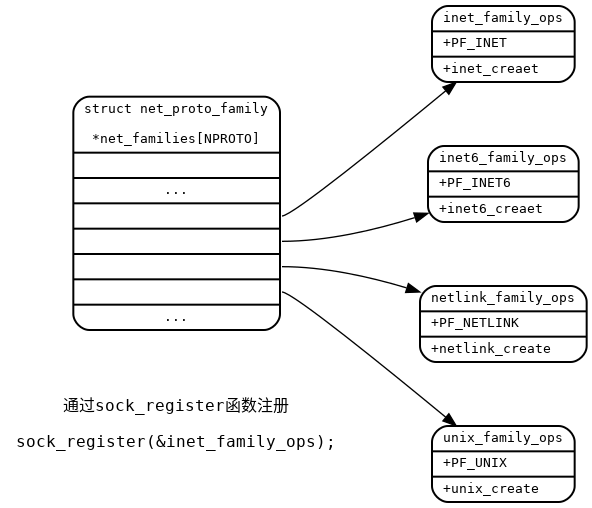 struct net_proto_family
*net_families[NPROTO]
...
...
inet_family_ops
+PF_INET
+inet_creaet
inet6_family_ops
+PF_INET6
+inet6_creaet
netlink_family_ops
+PF_NETLINK
+netlink_create
unix_family_ops
+PF_UNIX
+unix_create
通过sock_register函数注册
sock_register(&inet_family_ops);